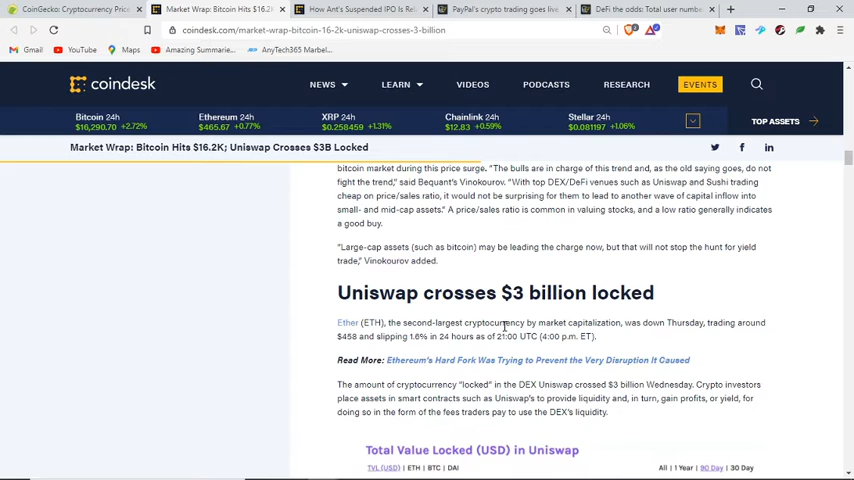 CoinGecko: Cryptocurrency Price
Market Wrap: Bitcoin Hits $16.2K
How Ant's Suspended IPO Is Rela
PayPal's crypto trading goes live
DeFi the odds: Total user numbe
coindesk.com/market-wrap-bitcoin-16-2k-uniswap-crosses-3-billion
Gmail YouTube Maps Amazing Summarie... AnyTech365 Marbel...
coindesk NEWS LEARN VIDEOS PODCASTS RESEARCH EVENTS
Bitcoin 24h Ethereum 24h XRP 24h Chainlink 24h Stellar 24h
$16,290.70 +2.72% $465.67 +0.77% $0.258459 +1.31% $12.83 +0.59% $0.081197 +1.06%
TOP ASSETS
Market Wrap: Bitcoin Hits $16.2K; Uniswap Crosses $3B Locked
bitcoin market during this price surge. "The bulls are in charge of this trend and, as the old saying goes, do not
fight the trend," said Bequant's Vinokourov. "With top DEX/DeFi venues such as Uniswap and Sushi trading
cheap on price/sales ratio, it would not be surprising for them to lead to another wave of capital inflow into
small- and mid-cap assets." A price/sales ratio is common in valuing stocks, and a low ratio generally indicates
a good buy.
"Large-cap assets (such as bitcoin) may be leading the charge now, but that will not stop the hunt for yield
trade," Vinokourov added.
Uniswap crosses $3 billion locked
Ether (ETH), the second-largest cryptocurrency by market capitalization, was down Thursday, trading around
$458 and slipping 1.6% in 24 hours as of 21:00 UTC (4:00 p.m. ET).
Read More: Ethereum's Hard Fork Was Trying to Prevent the Very Disruption It Caused
The amount of cryptocurrency "locked" in the DEX Uniswap crossed $3 billion Wednesday. Crypto investors
place assets in smart contracts such as Uniswap's to provide liquidity and, in turn, gain profits, or yield, for
doing so in the form of the fees traders pay to use the DEX's liquidity.
Total Value Locked (USD) in Uniswap
TVL (USD) | ETH | BTC | DAI
All | 1 Year | 90 Day | 30 Day